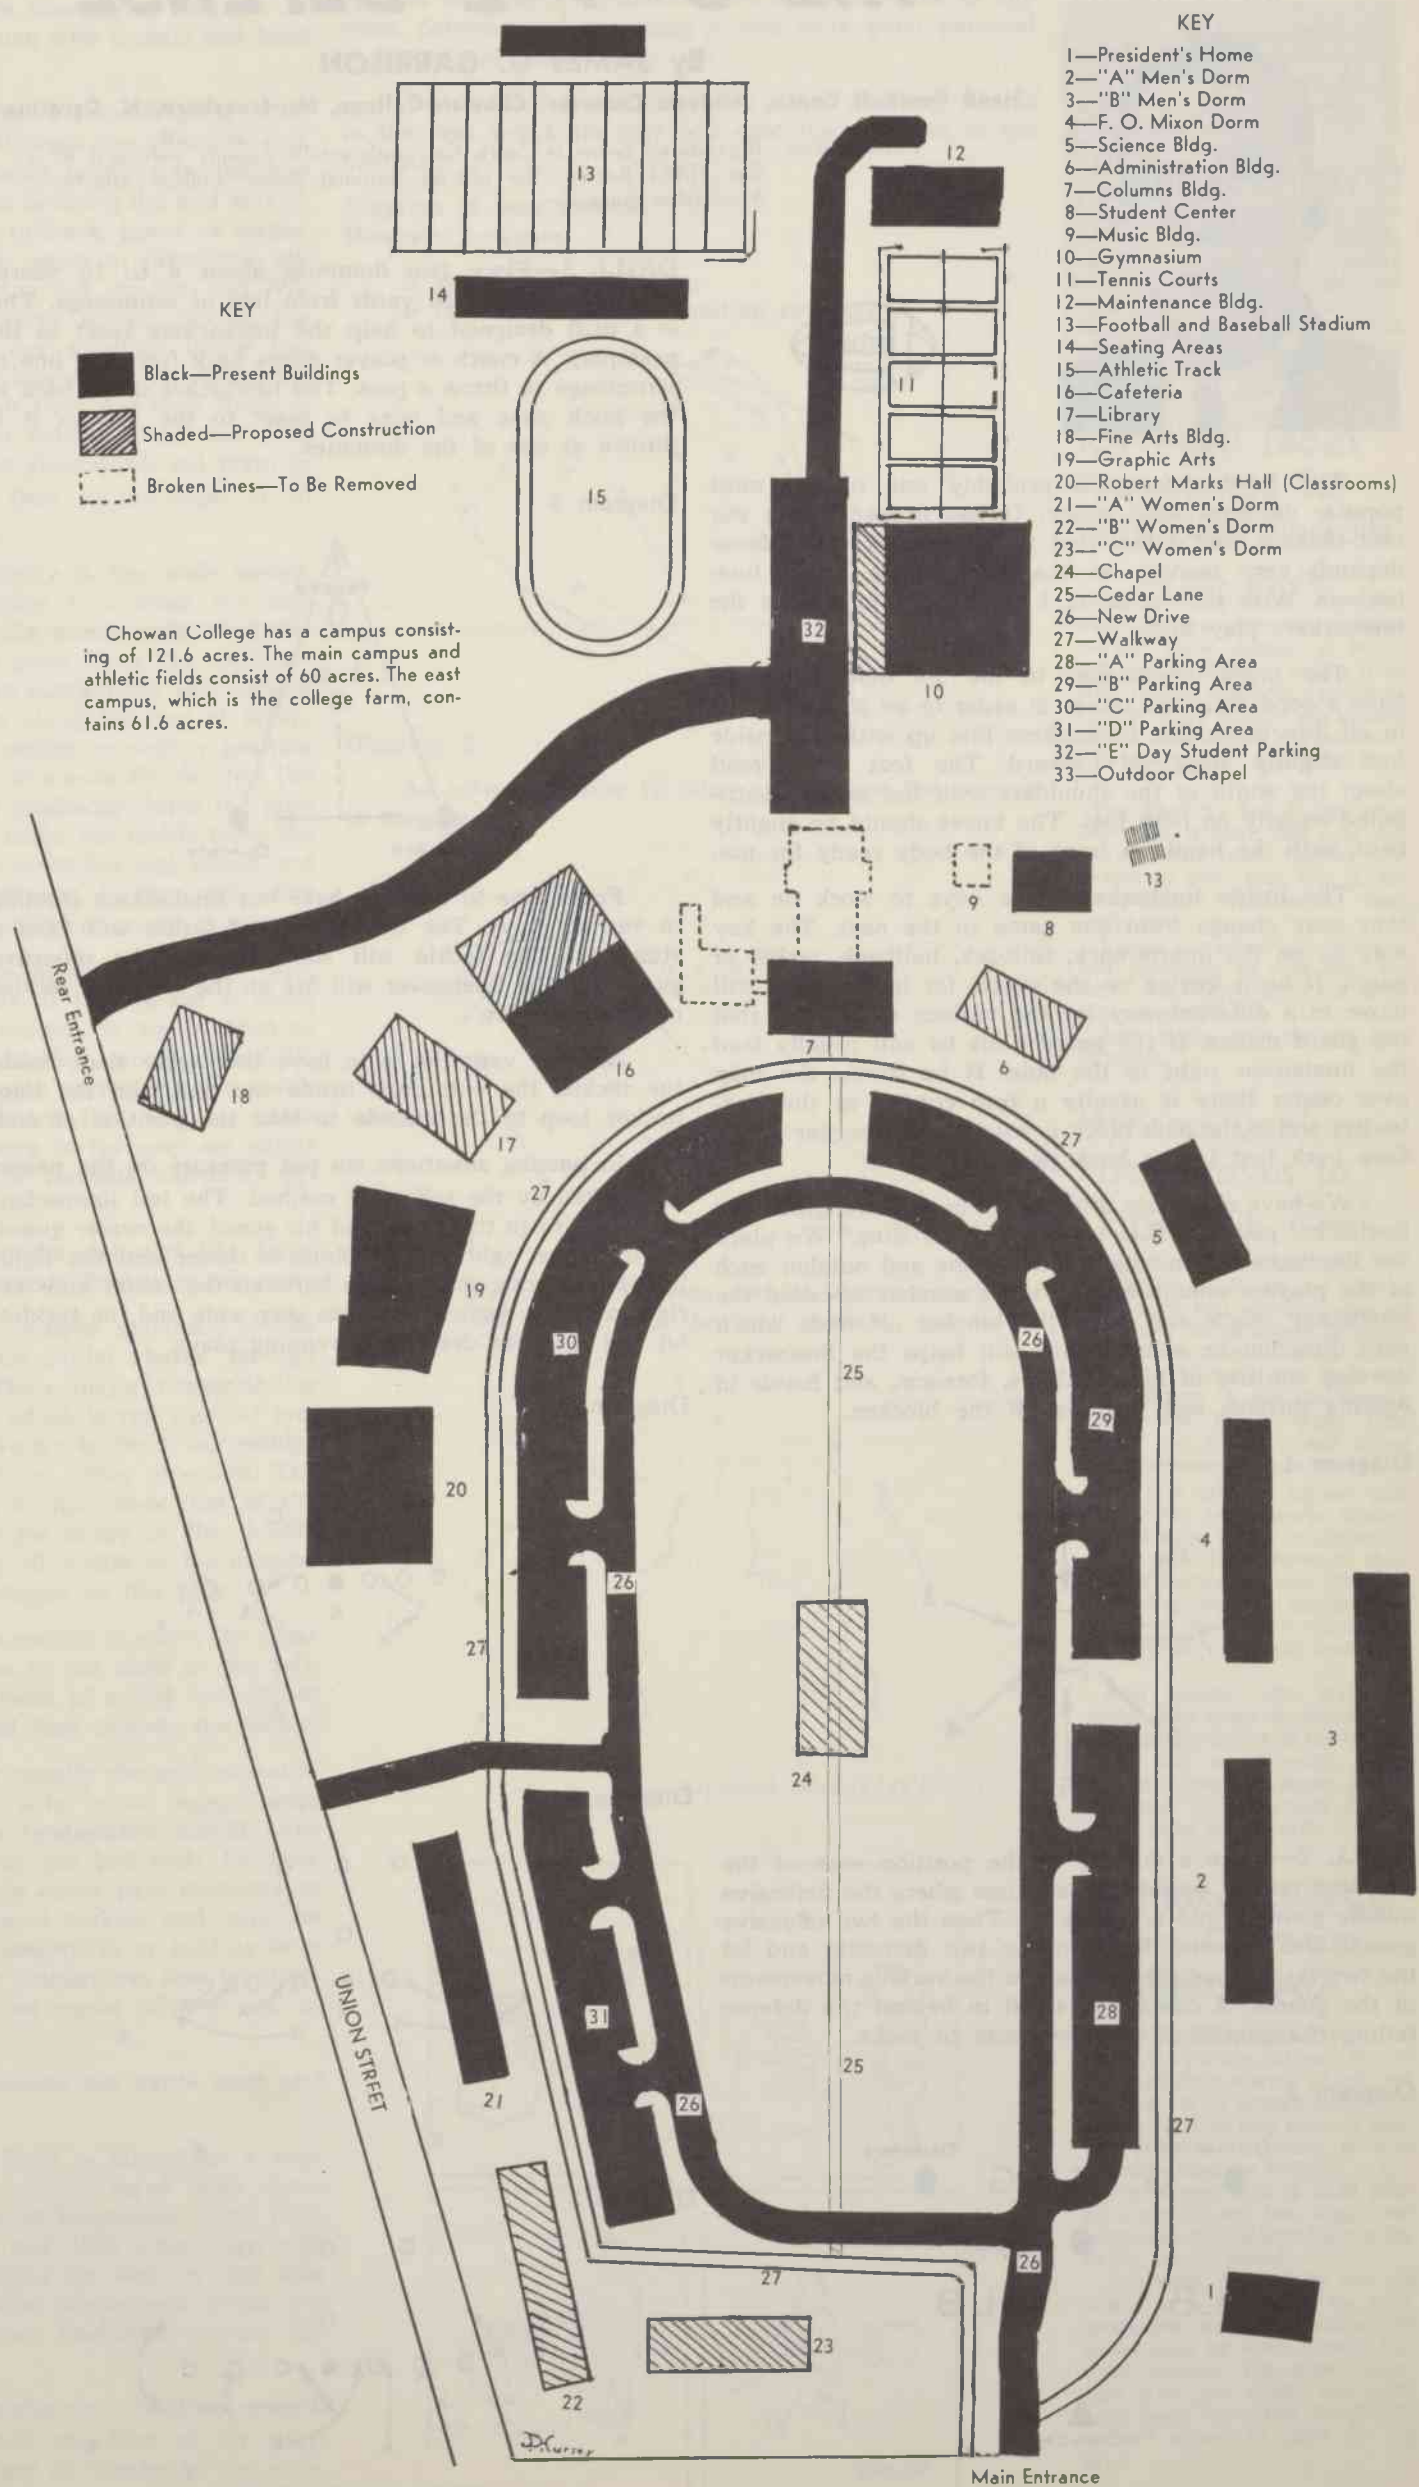 KEY
1—President's Home
2—"A" Men's Dorm
3—"B" Men's Dorm
4—F. O. Mixon Dorm
5—Science Bldg.
6—Administration Bldg.
7—Columns Bldg.
8—Student Center
9—Music Bldg.
10—Gymnasium
11—Tennis Courts
12—Maintenance Bldg.
13—Football and Baseball Stadium
14—Seating Areas
15—Athletic Track
16—Cafeteria
17—Library
18—Fine Arts Bldg.
19—Graphic Arts
20—Robert Marks Hall (Classrooms)
21—"A" Women's Dorm
22—"B" Women's Dorm
23—"C" Women's Dorm
24—Chapel
25—Cedar Lane
26—New Drive
27—Walkway
28—"A" Parking Area
29—"B" Parking Area
30—"C" Parking Area
31—"D" Parking Area
32—"E" Day Student Parking
33—Outdoor Chapel
KEY
Black—Present Buildings
Shaded—Proposed Construction
Broken Lines—To Be Removed
Chowan College has a campus consist-
ing of 121.6 acres. The main campus and
athletic fields consist of 60 acres. The east
campus, which is the college farm, con-
tains 61.6 acres.
12
13
14
11
15
32
10
33
9
8
Rear Entrance
7
6
16
18
17
27
27
5
19
30
26
25
29
20
4
26
27
3
24
2
UNION STREET
31
28
25
21
26
27
26
27
1
23
22
Main Entrance